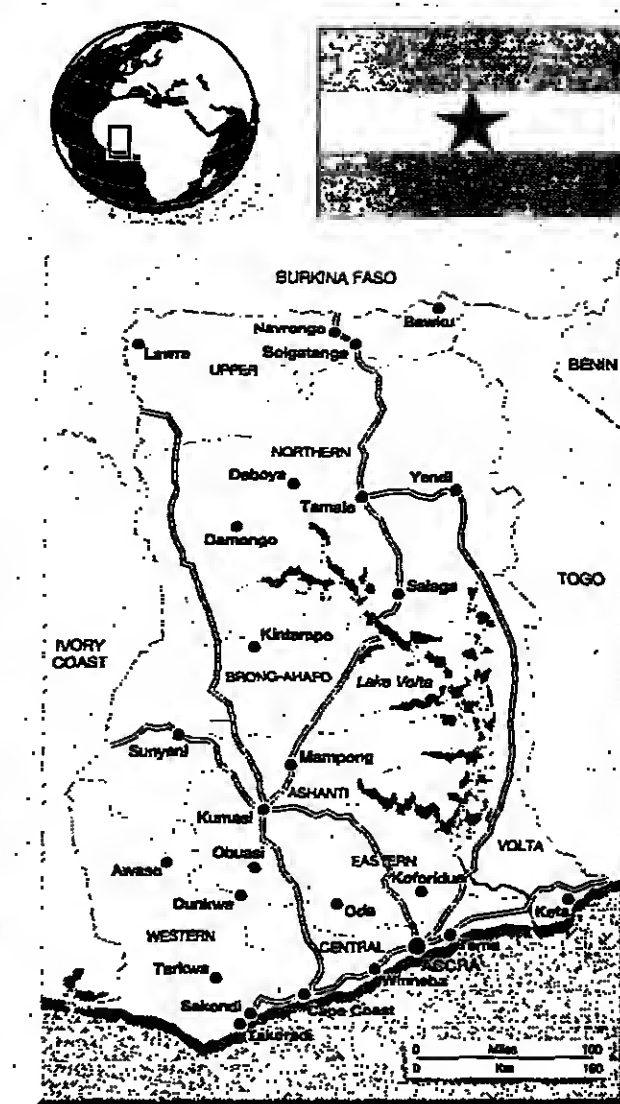 BURKINA FASO
Navrongo
Bawku
Lawra
Bolgatanga
UPPER
BENIN
NORTHERN
Daboya
Yendi
Tamale
Damongo
TOGO
Salaga
IVORY
COAST
Kintampo
BRONG-AHAFO
Lake Volta
Sunyani
Mampong
ASHANTI
Kumasi
Obuasi
VOLTA
EASTERN
Awaso
Koforidua
Dunkwa
Oda
Keta
WESTERN
CENTRAL
Tema
ACCRA
Tarkwa
Winneba
Sekondi
Cape Coast
Takoradi
0 Miles 100
0 Km 160